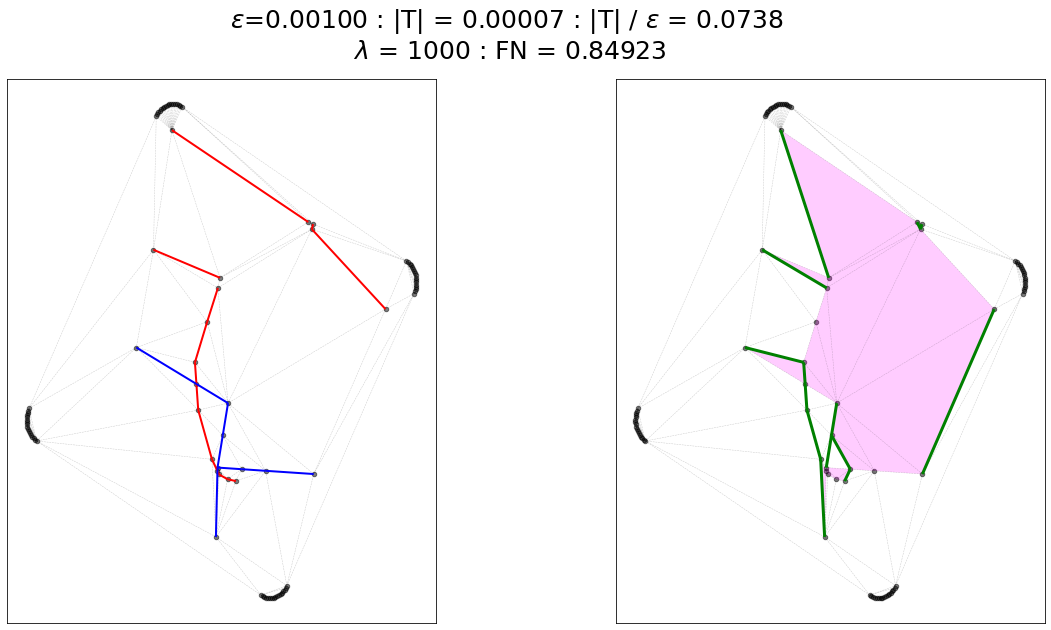 ε=0.00100 : |T| = 0.00007 : |T| / ε = 0.0738
λ = 1000 : FN = 0.84923